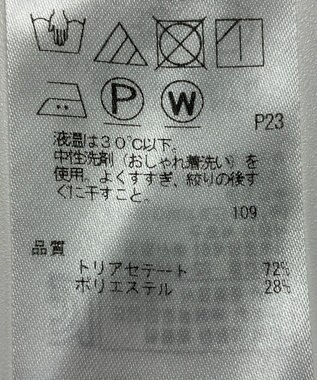 P W
P23
液温は30℃以下。
中性洗剤（おしゃれ着洗い）を
使用。よくすすぎ、絞りの後す
ぐに干すこと。
109
品質
トリアセテート 72%
ポリエステル 28%